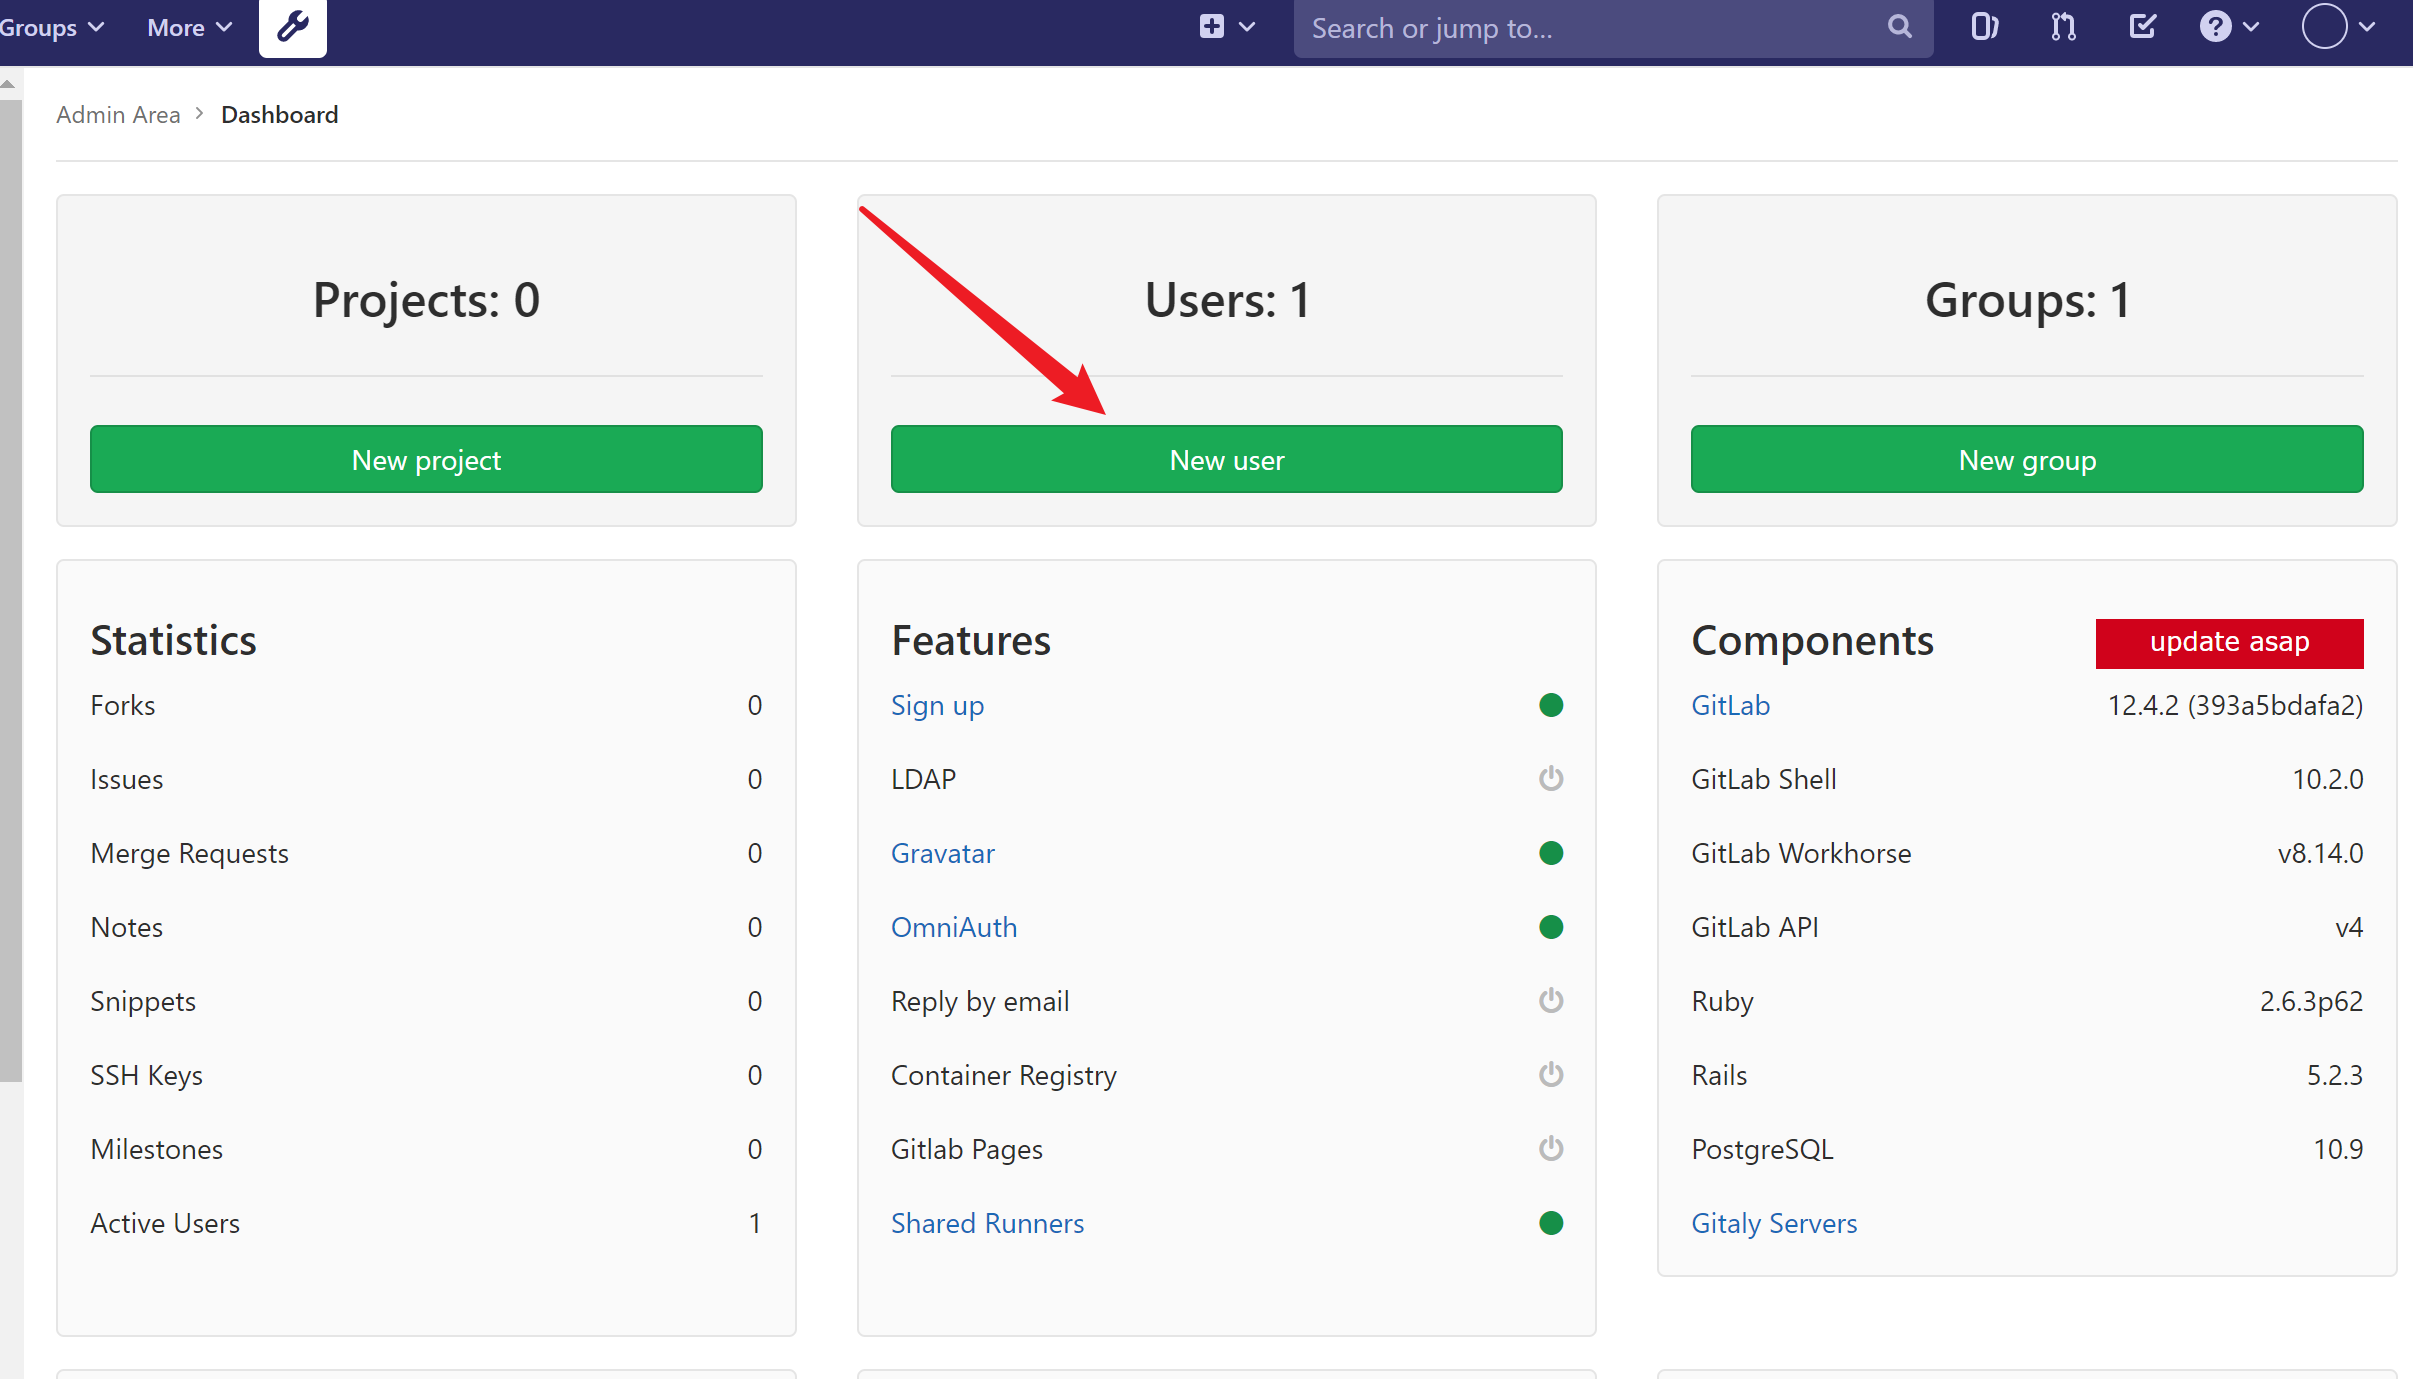 Groups More Search or jump to...
Admin Area > Dashboard
Projects: 0
New project
Users: 1
New user
Groups: 1
New group
Statistics
Forks 0
Issues 0
Merge Requests 0
Notes 0
Snippets 0
SSH Keys 0
Milestones 0
Active Users 1
Features
Sign up
LDAP
Gravatar
OmniAuth
Reply by email
Container Registry
Gitlab Pages
Shared Runners
Components update asap
GitLab 12.4.2 (393a5bdafa2)
GitLab Shell 10.2.0
GitLab Workhorse v8.14.0
GitLab API v4
Ruby 2.6.3p62
Rails 5.2.3
PostgreSQL 10.9
Gitaly Servers